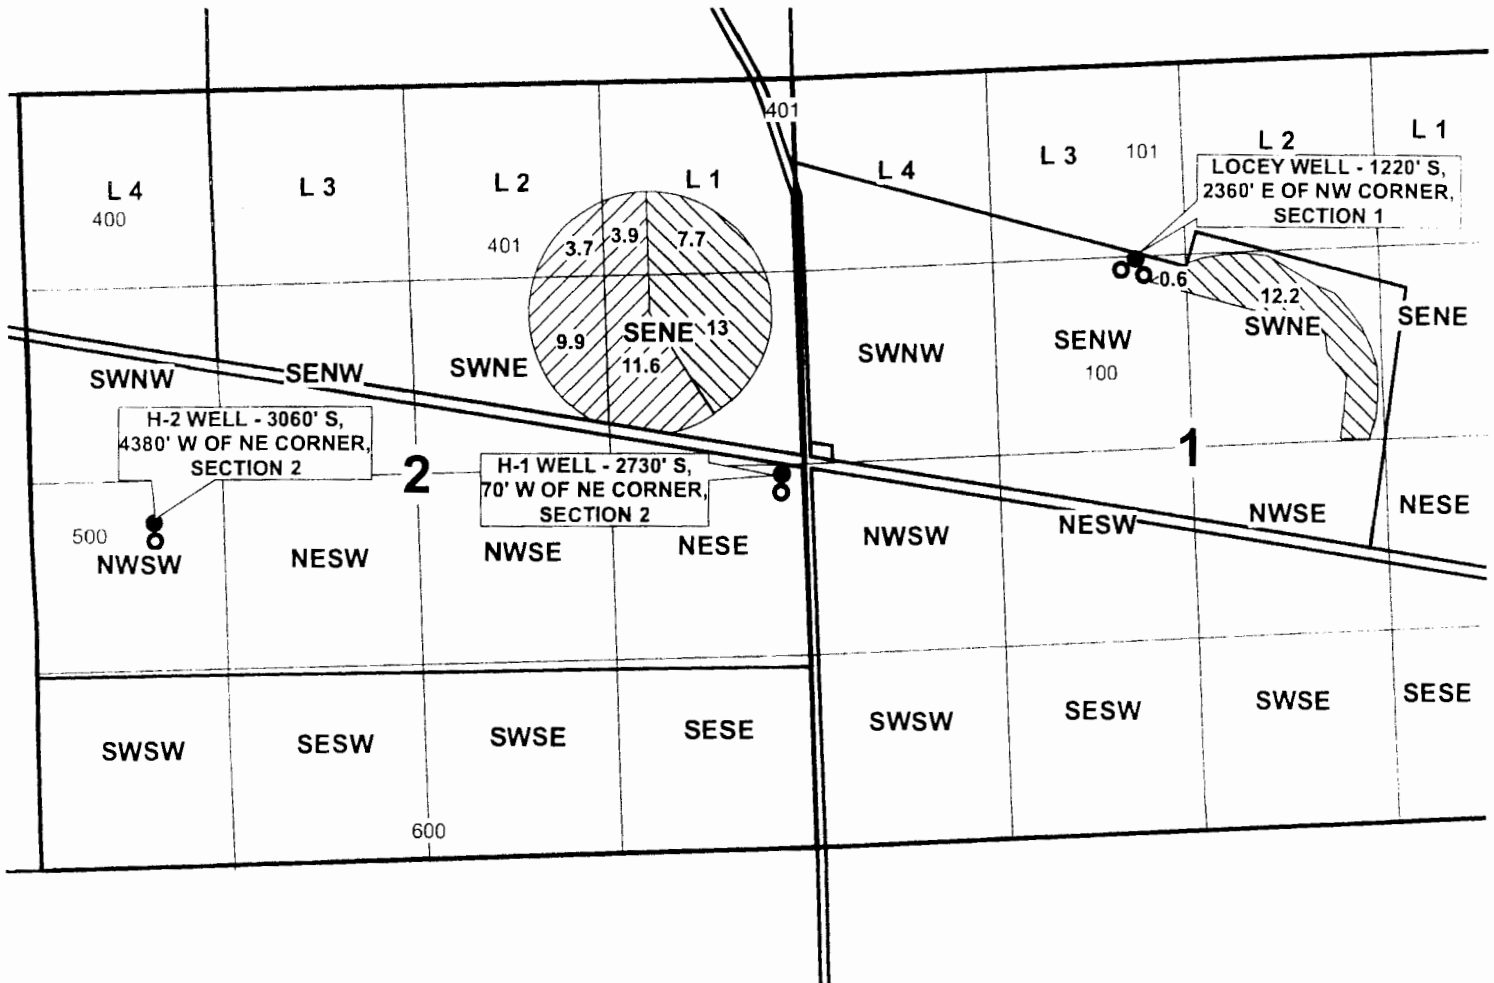 401
L 4
L 3
L 2
L 1
L 4
L 3
101
L 2
L 1
400
401
3.7
3.9
7.7
LOCEY WELL - 1220' S,
2360' E OF NW CORNER,
SECTION 1
0.6
12.2
9.9
SENE
13
11.6
SWNW
SENW
SWNE
SWNW
SENW
100
SWNE
SENE
H-2 WELL - 3060' S,
4380' W OF NE CORNER,
SECTION 2
2
H-1 WELL - 2730' S,
70' W OF NE CORNER,
SECTION 2
1
500
NWSW
NESW
NWSE
NESE
NWSW
NESW
NWSE
NESE
SWSW
SESW
SWSE
SESE
SWSW
SESW
SWSE
SESE
600